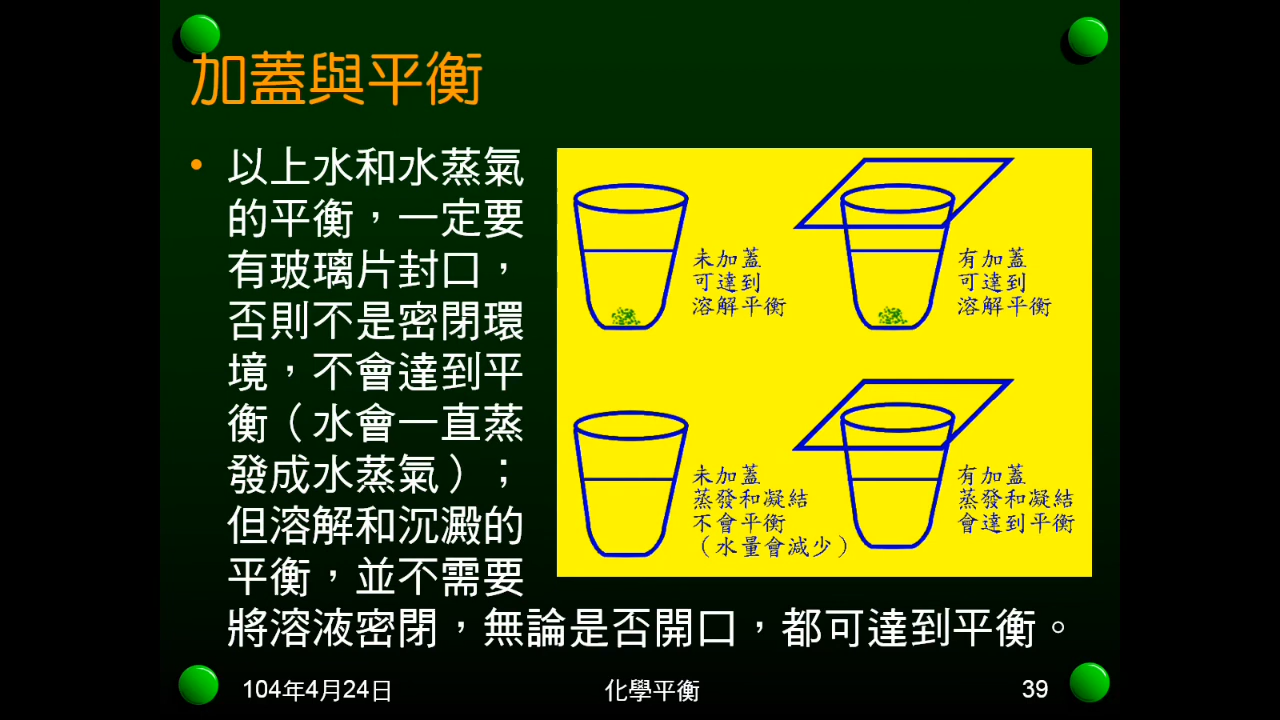 加蓋與平衡
• 以上水和水蒸氣
的平衡，一定要
有玻璃片封口，
否則不是密閉環
境，不會達到平
衡（水會一直蒸
發成水蒸氣）；
但溶解和沉澱的
平衡，並不需要
將溶液密閉，無論是否開口，都可達到平衡。
未加蓋
可達到
溶解平衡
有加蓋
可達到
溶解平衡
未加蓋
蒸發和凝結
不會平衡
（水量會減少）
有加蓋
蒸發和凝結
會達到平衡
104年4月24日
化學平衡
39